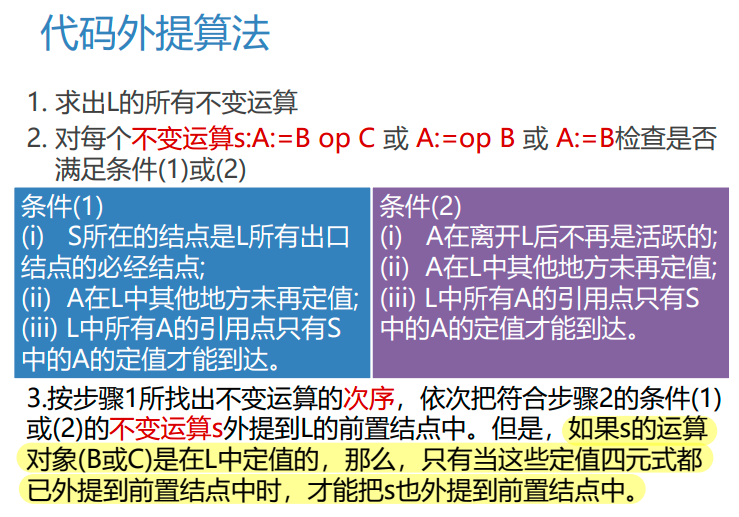 代码外提算法
1. 求出L的所有不变运算
2. 对每个不变运算s:A:=B op C 或 A:=op B 或 A:=B检查是否
满足条件(1)或(2)
条件(1)
(i) S所在的结点是L所有出口
结点的必经结点;
(ii) A在L中其他地方未再定值;
(iii) L中所有A的引用点只有S
中的A的定值才能到达。
条件(2)
(i) A在离开L后不再是活跃的;
(ii) A在L中其他地方未再定值;
(iii) L中所有A的引用点只有S
中的A的定值才能到达。
3.按步骤1所找出不变运算的次序，依次把符合步骤2的条件(1)
或(2)的不变运算s外提到L的前置结点中。但是，如果s的运算
对象(B或C)是在L中定值的，那么，只有当这些定值四元式都
已外提到前置结点中时，才能把s也外提到前置结点中。